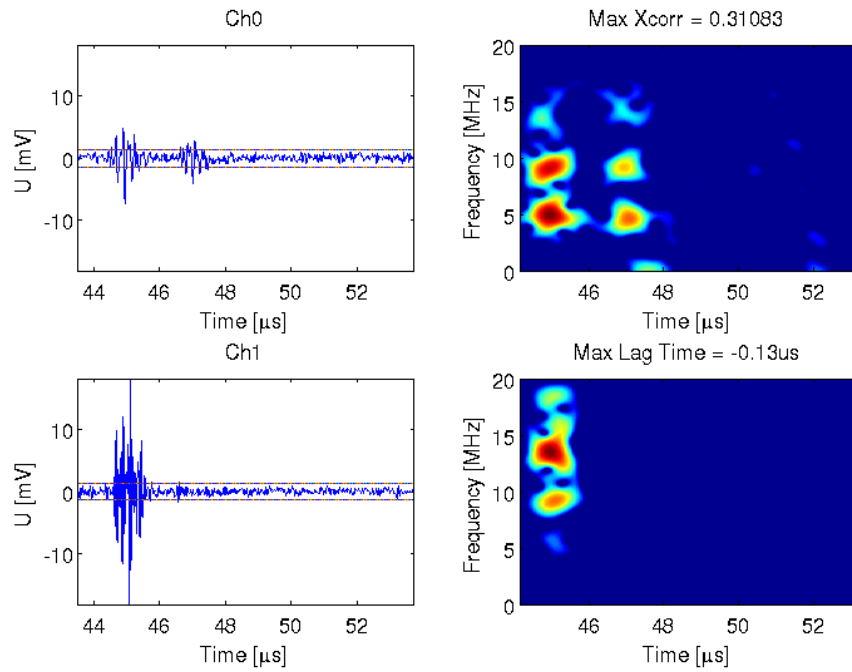 Ch0
U [mV]
10
0
-10
44 46 48 50 52
Time [μs]
Max Xcorr = 0.31083
Frequency [MHz]
20
15
10
5
0
44 46 48 50 52
Time [μs]
Ch1
U [mV]
10
0
-10
44 46 48 50 52
Time [μs]
Max Lag Time = -0.13us
Frequency [MHz]
20
15
10
5
0
44 46 48 50 52
Time [μs]